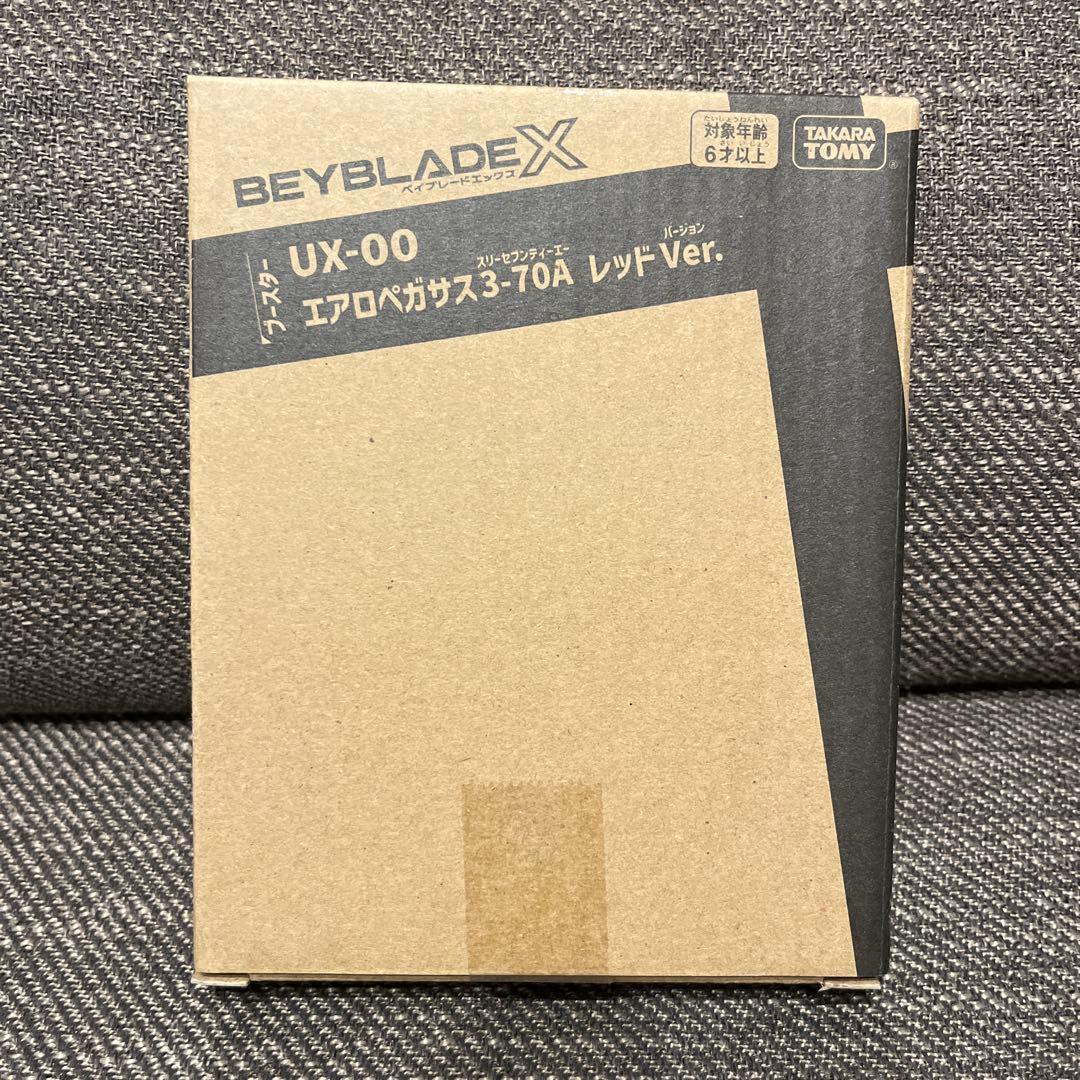 BEYBLADE X
ベイブレードエックス
たいしょうねんれい
対象年齢
さい いじょう
6才以上
TAKARA
TOMY
®
ブースター
UX-00
スリーセブンティーエー
バージョン
エアロペガサス3-70A レッドVer.